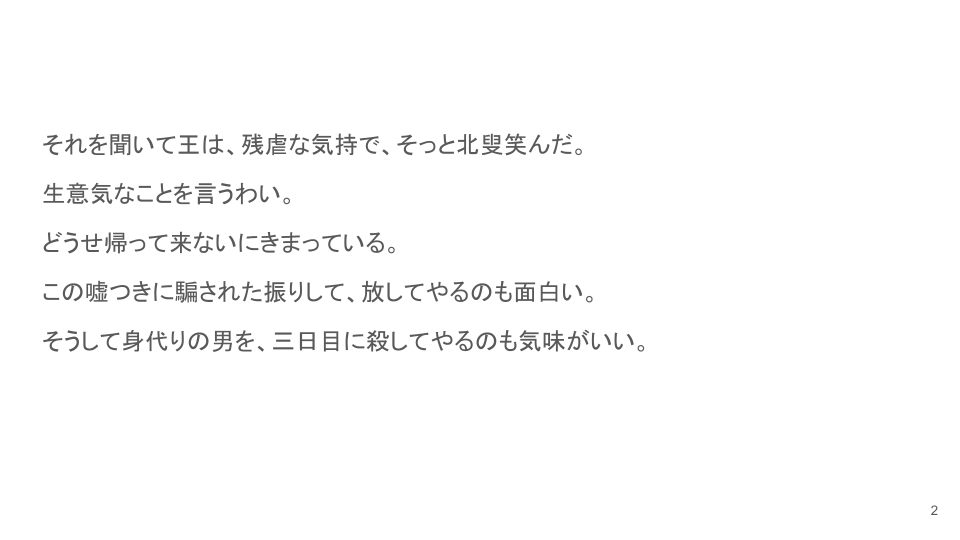 それを聞いて王は、残虐な気持で、そっと北叟笑んだ。
生意気なことを言うわい。
どうせ帰って来ないにきまっている。
この嘘つきに騙された振りして、放してやるのも面白い。
そうして身代りの男を、三日目に殺してやるのも気味がいい。
2